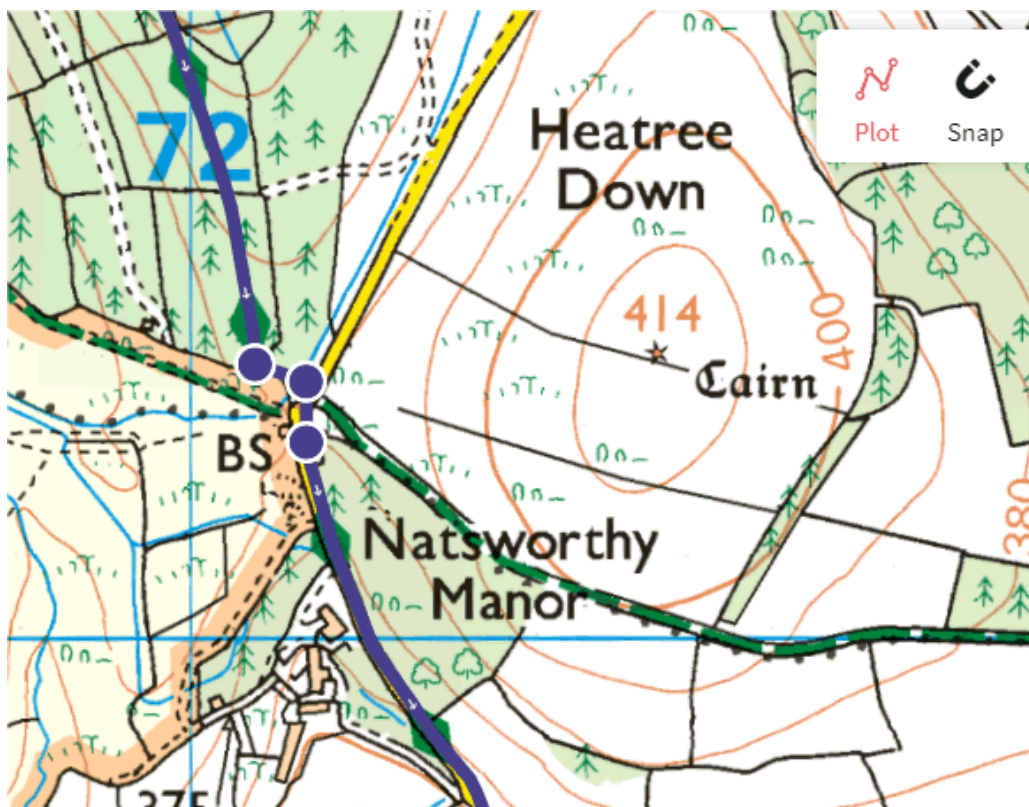 72
Heatree
Down
Plot
Snap
414
400
Cairn
BS
Natsworthy
Manor
380
375